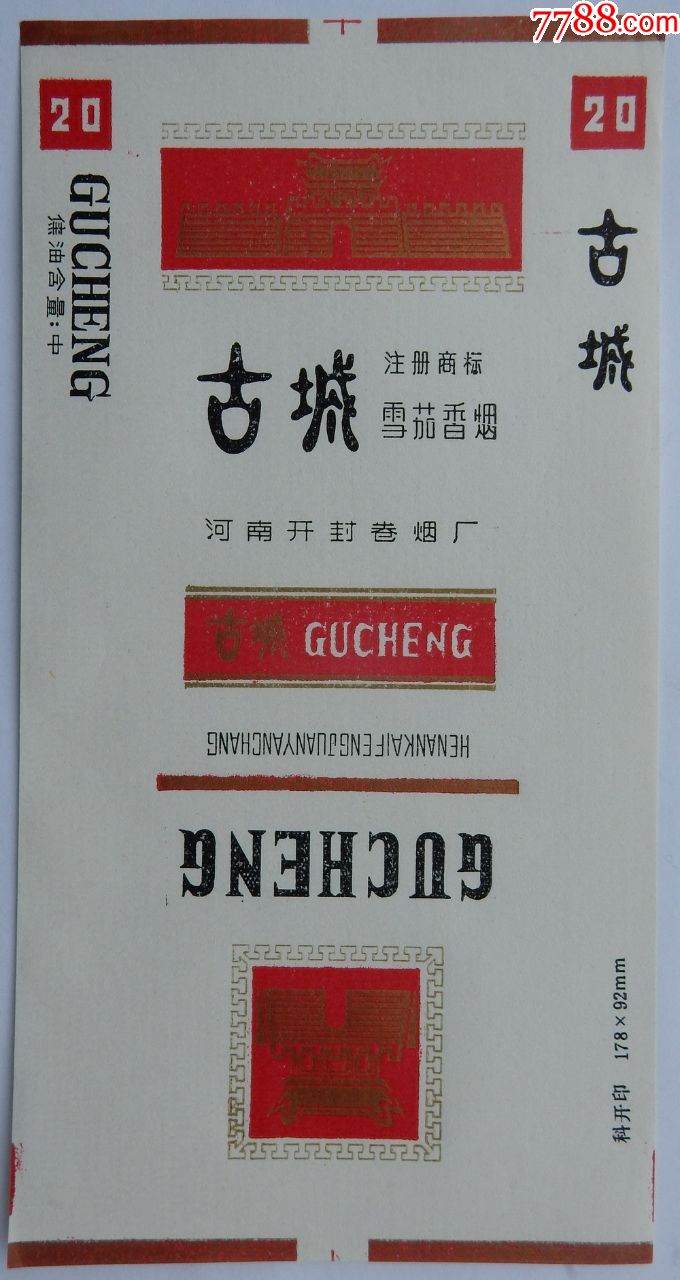 7788.com
20
20
GUCHENG
焦油含量:中
古城
古城
注册商标
雪茄香烟
河南开封卷烟厂
古城 GUCHENG
HENANKAIFENGJUANYANCHANG
GUCHENG
科开印 178×92mm